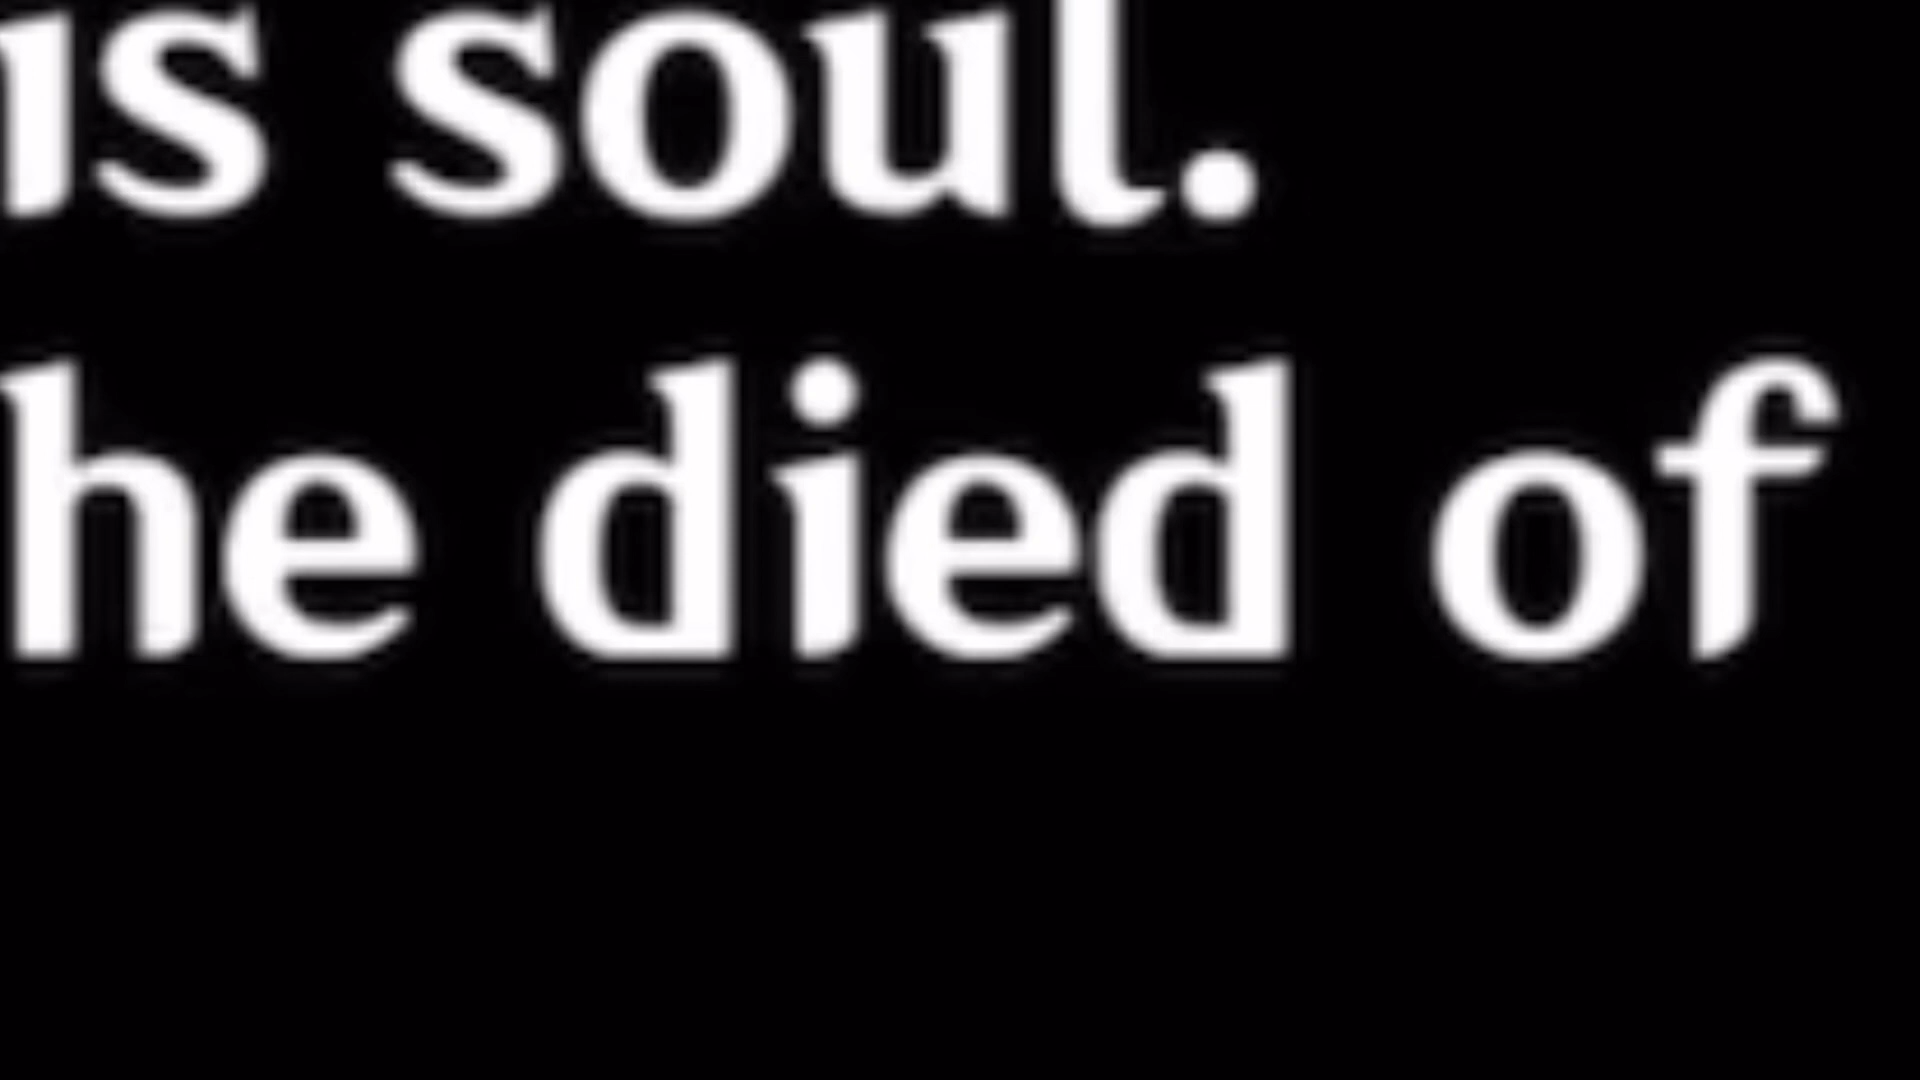 soul.
he died of